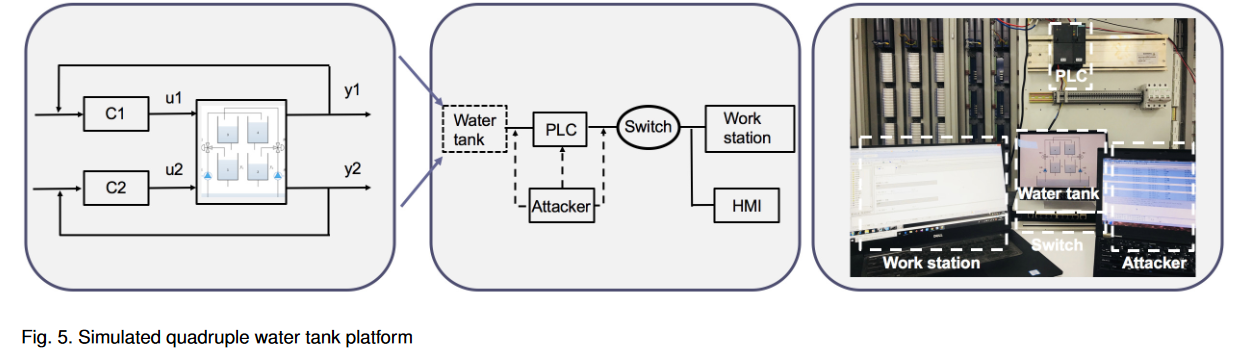 C1
u1
y1
C2
u2
y2
Water
tank
PLC
Switch
Work
station
Attacker
HMI
PLC
Water tank
Switch
Work station
Attacker
Fig. 5. Simulated quadruple water tank platform